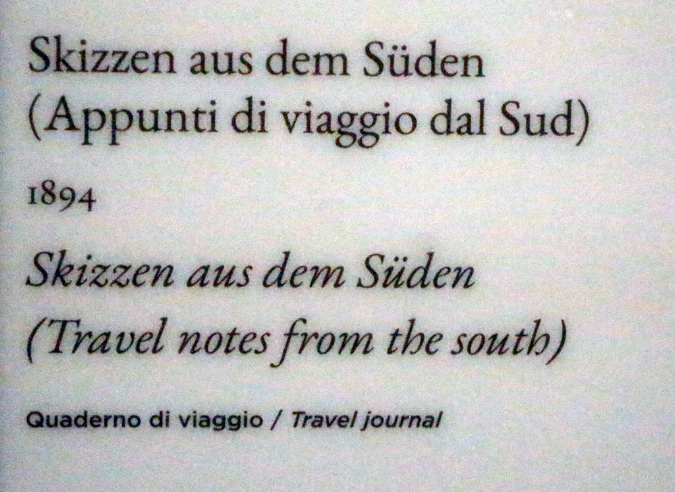 Skizzen aus dem Süden
(Appunti di viaggio dal Sud)
1894
Skizzen aus dem Süden
(Travel notes from the south)
Quaderno di viaggio / Travel journal